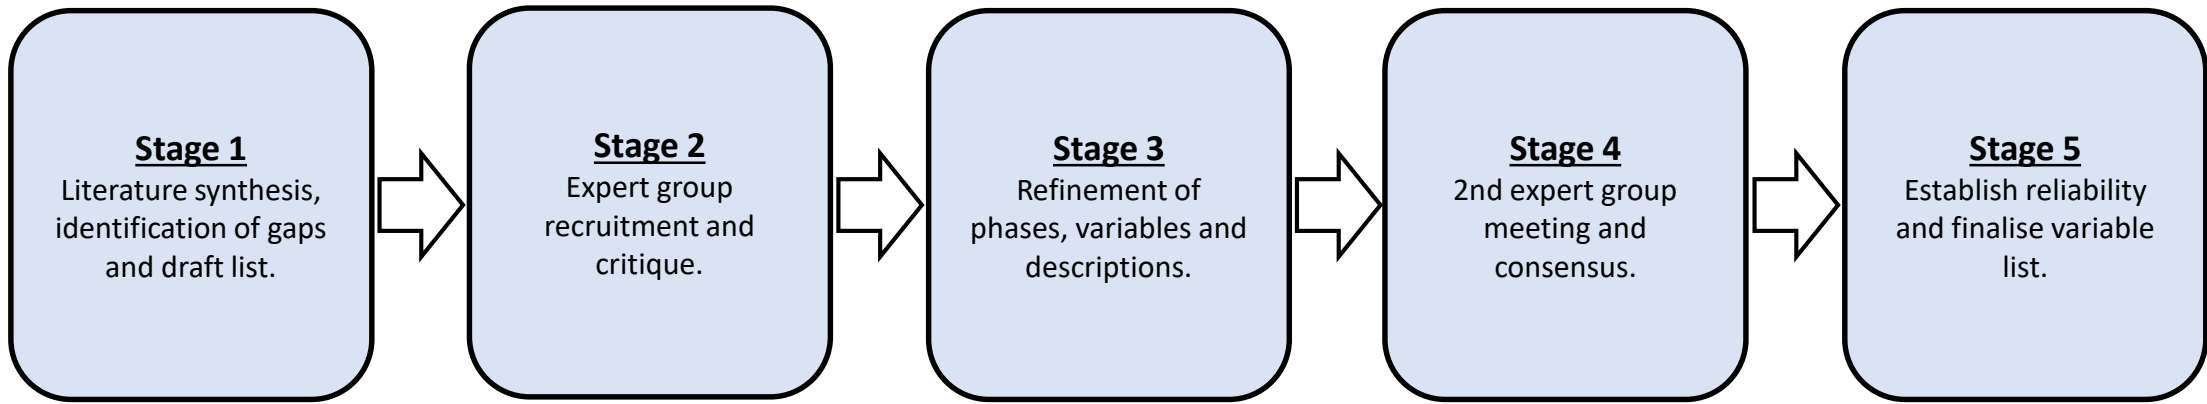 Stage 1
Literature synthesis,
identification of gaps
and draft list.
Stage 2
Expert group
recruitment and
critique.
Stage 3
Refinement of
phases, variables and
descriptions.
Stage 4
2nd expert group
meeting and
consensus.
Stage 5
Establish reliability
and finalise variable
list.